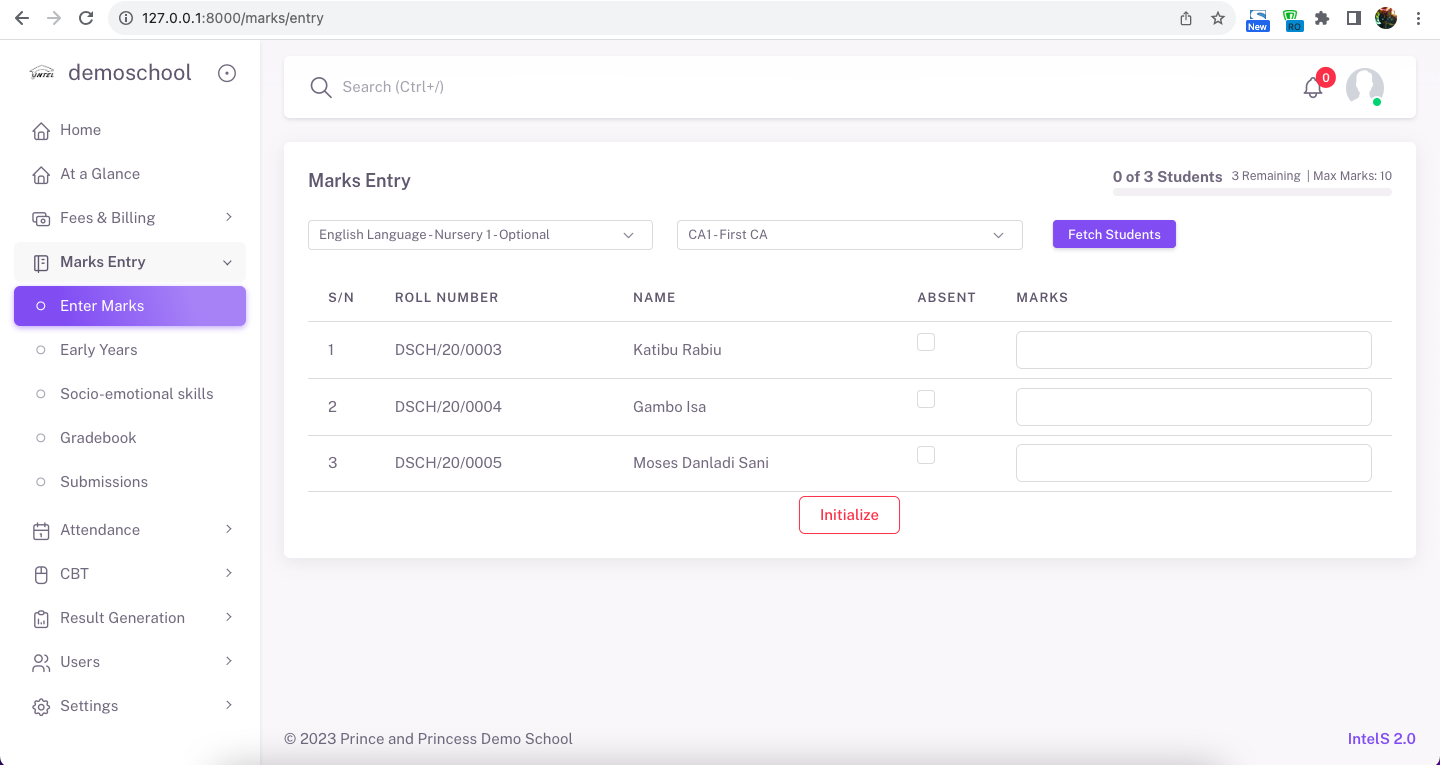 127.0.0.1:8000/marks/entry
New
RO
UNTEL
demoschool
Search (Ctrl+/)
0
Home
At a Glance
Fees & Billing
Marks Entry
Enter Marks
Early Years
Socio-emotional skills
Gradebook
Submissions
Attendance
CBT
Result Generation
Users
Settings
Marks Entry
0 of 3 Students 3 Remaining | Max Marks: 10
English Language - Nursery 1 - Optional CA1 - First CA Fetch Students
S/N ROLL NUMBER NAME ABSENT MARKS
1 DSCH/20/0003 Katibu Rabiu
2 DSCH/20/0004 Gambo Isa
3 DSCH/20/0005 Moses Danladi Sani
Initialize
© 2023 Prince and Princess Demo School IntelS 2.0